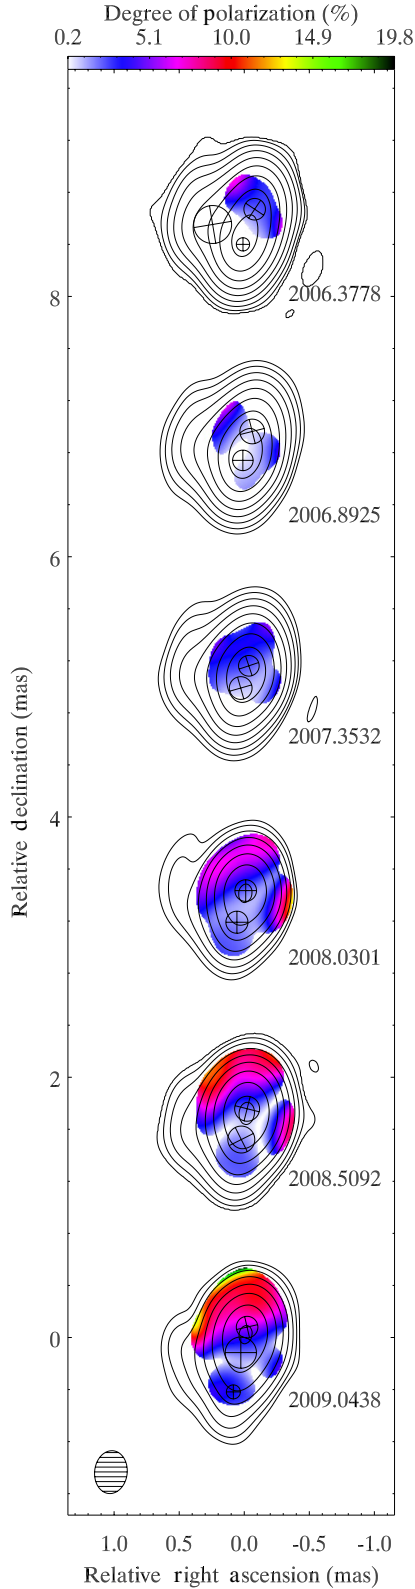 Degree of polarization (%)
0.2 5.1 10.0 14.9 19.8
2006.3778
8
2006.8925
6
2007.3532
Relative declination (mas)
4
2008.0301
2
2008.5092
0
2009.0438
1.0 0.5 0.0 -0.5 -1.0
Relative right ascension (mas)